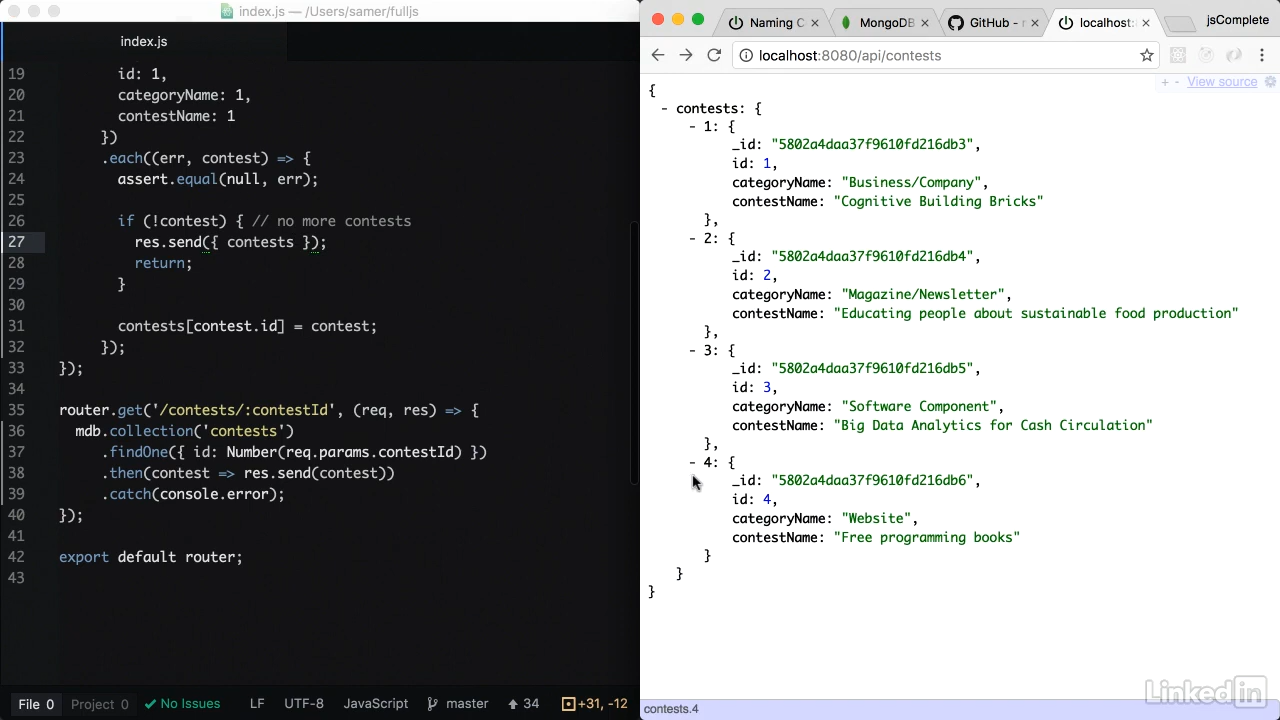 index.js — /Users/samer/fulljs
index.js
19 id: 1,
20 categoryName: 1,
21 contestName: 1
22 })
23 .each((err, contest) => {
24 assert.equal(null, err);
25
26 if (!contest) { // no more contests
27 res.send({ contests });
28 return;
29 }
30
31 contests[contest.id] = contest;
32 });
33 });
34
35 router.get('/contests/:contestId', (req, res) => {
36 mdb.collection('contests')
37 .findOne({ id: Number(req.params.contestId) })
38 .then(contest => res.send(contest))
39 .catch(console.error);
40 });
41
42 export default router;
43
File 0 Project 0 No Issues LF UTF-8 JavaScript master 34 +31, -12
Naming C MongoDB GitHub - r localhost: jsComplete
localhost:8080/api/contests
+ - View source
{
- contests: {
- 1: {
_id: "5802a4daa37f9610fd216db3",
id: 1,
categoryName: "Business/Company",
contestName: "Cognitive Building Bricks"
},
- 2: {
_id: "5802a4daa37f9610fd216db4",
id: 2,
categoryName: "Magazine/Newsletter",
contestName: "Educating people about sustainable food production"
},
- 3: {
_id: "5802a4daa37f9610fd216db5",
id: 3,
categoryName: "Software Component",
contestName: "Big Data Analytics for Cash Circulation"
},
- 4: {
_id: "5802a4daa37f9610fd216db6",
id: 4,
categoryName: "Website",
contestName: "Free programming books"
}
}
}
LinkedIn
contests.4